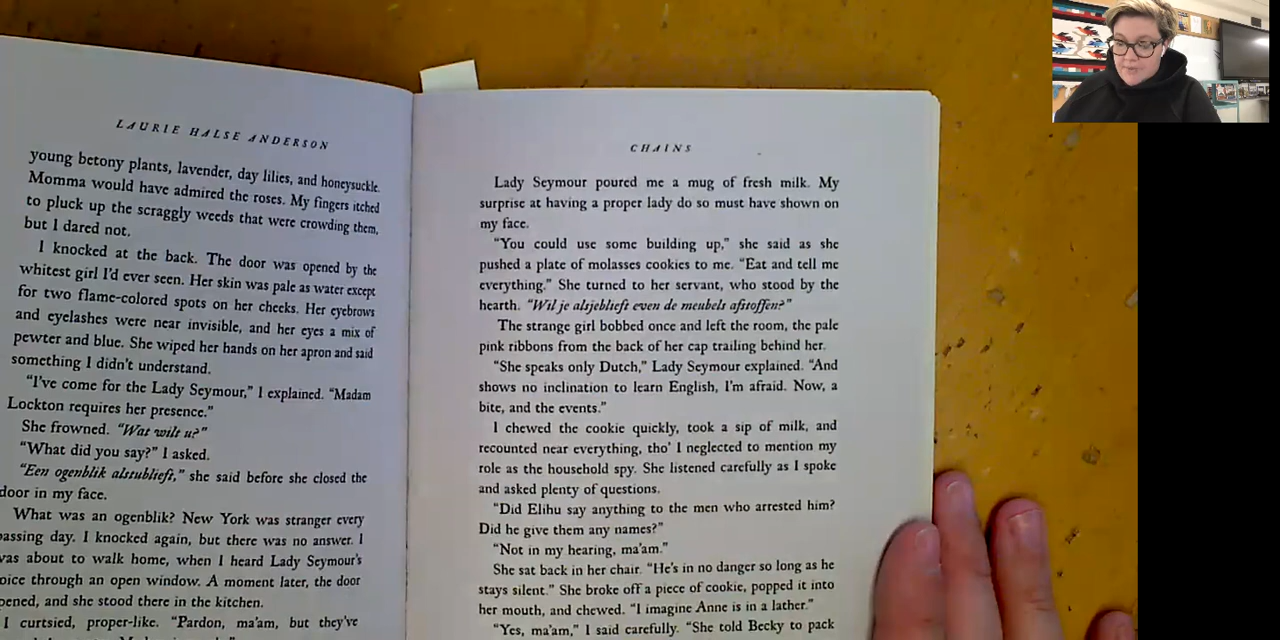 LAURIE HALSE ANDERSON
young betony plants, lavender, day lilies, and honeysuckle.
Momma would have admired the roses. My fingers itched
to pluck up the scraggly weeds that were crowding them,
but I dared not.
I knocked at the back. The door was opened by the
whitest girl I'd ever seen. Her skin was pale as water except
for two flame-colored spots on her cheeks. Her eyebrows
and eyelashes were near invisible, and her eyes a mix of
pewter and blue. She wiped her hands on her apron and said
something I didn't understand.
"I've come for the Lady Seymour," I explained. "Madam
Lockton requires her presence."
She frowned. "Wat wilt u?"
"What did you say?" I asked.
"Een ogenblik alstublieft," she said before she closed the
door in my face.
What was an ogenblik? New York was stranger every
passing day. I knocked again, but there was no answer. I
was about to walk home, when I heard Lady Seymour's
voice through an open window. A moment later, the door
opened, and she stood there in the kitchen.
I curtsied, proper-like. "Pardon, ma'am, but they've
CHAINS
Lady Seymour poured me a mug of fresh milk. My
surprise at having a proper lady do so must have shown on
my face.
"You could use some building up," she said as she
pushed a plate of molasses cookies to me. "Eat and tell me
everything." She turned to her servant, who stood by the
hearth. "Wil je alsjeblieft even de meubels afstoffen?"
The strange girl bobbed once and left the room, the pale
pink ribbons from the back of her cap trailing behind her.
"She speaks only Dutch," Lady Seymour explained. "And
shows no inclination to learn English, I'm afraid. Now, a
bite, and the events."
I chewed the cookie quickly, took a sip of milk, and
recounted near everything, tho' I neglected to mention my
role as the household spy. She listened carefully as I spoke
and asked plenty of questions.
"Did Elihu say anything to the men who arrested him?
Did he give them any names?"
"Not in my hearing, ma'am."
She sat back in her chair. "He's in no danger so long as he
stays silent." She broke off a piece of cookie, popped it into
her mouth, and chewed. "I imagine Anne is in a lather."
"Yes, ma'am," I said carefully. "She told Becky to pack